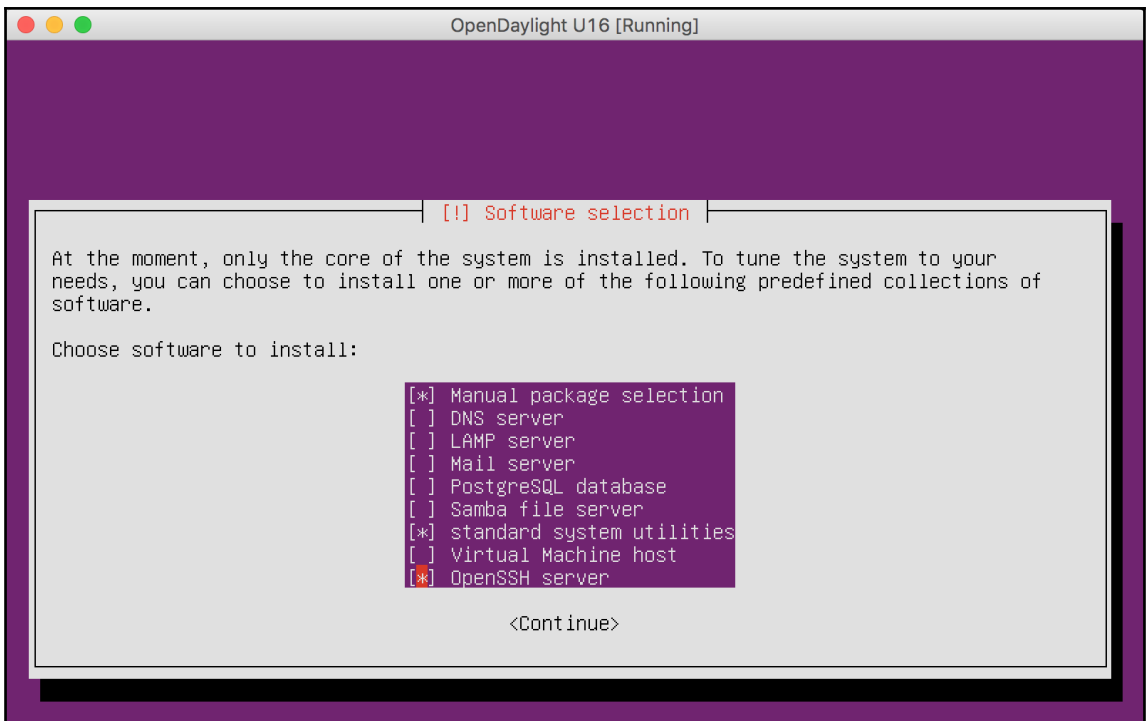 OpenDaylight U16 [Running]
[!] Software selection
At the moment, only the core of the system is installed. To tune the system to your
needs, you can choose to install one or more of the following predefined collections of
software.
Choose software to install:
[*] Manual package selection
[ ] DNS server
[ ] LAMP server
[ ] Mail server
[ ] PostgreSQL database
[ ] Samba file server
[*] standard system utilities
[ ] Virtual Machine host
[*] OpenSSH server
<Continue>